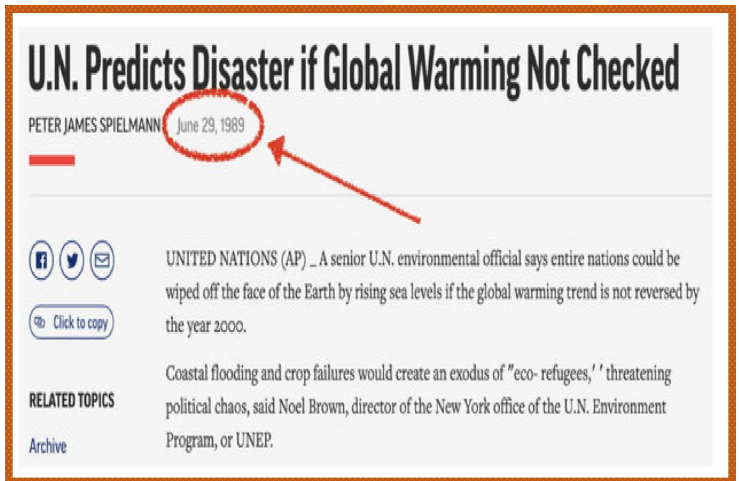 U.N. Predicts Disaster if Global Warming Not Checked
PETER JAMES SPIELMANN June 29, 1989
UNITED NATIONS (AP) _ A senior U.N. environmental official says entire nations could be
wiped off the face of the Earth by rising sea levels if the global warming trend is not reversed by
the year 2000.
Click to copy
Coastal flooding and crop failures would create an exodus of "eco- refugees,' ' threatening
political chaos, said Noel Brown, director of the New York office of the U.N. Environment
Program, or UNEP.
RELATED TOPICS
Archive